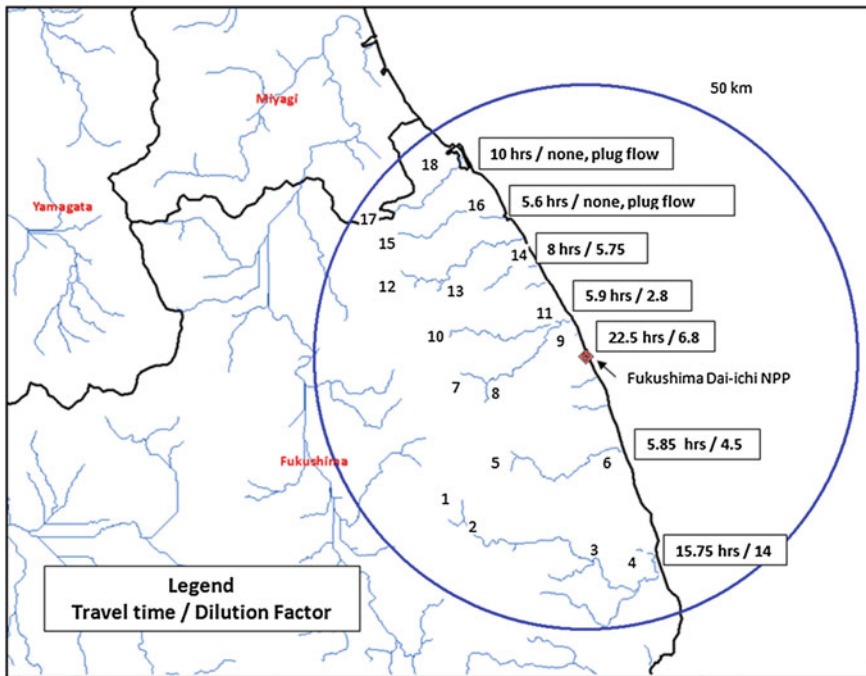 50 km
Miyagi
18
10 hrs / none, plug flow
Yamagata
17
16
5.6 hrs / none, plug flow
15
14
8 hrs / 5.75
12
13
5.9 hrs / 2.8
11
10
9
22.5 hrs / 6.8
Fukushima Dai-ichi NPP
7
8
Fukushima
5
6
5.85 hrs / 4.5
1
2
3
4
15.75 hrs / 14
Legend
Travel time / Dilution Factor